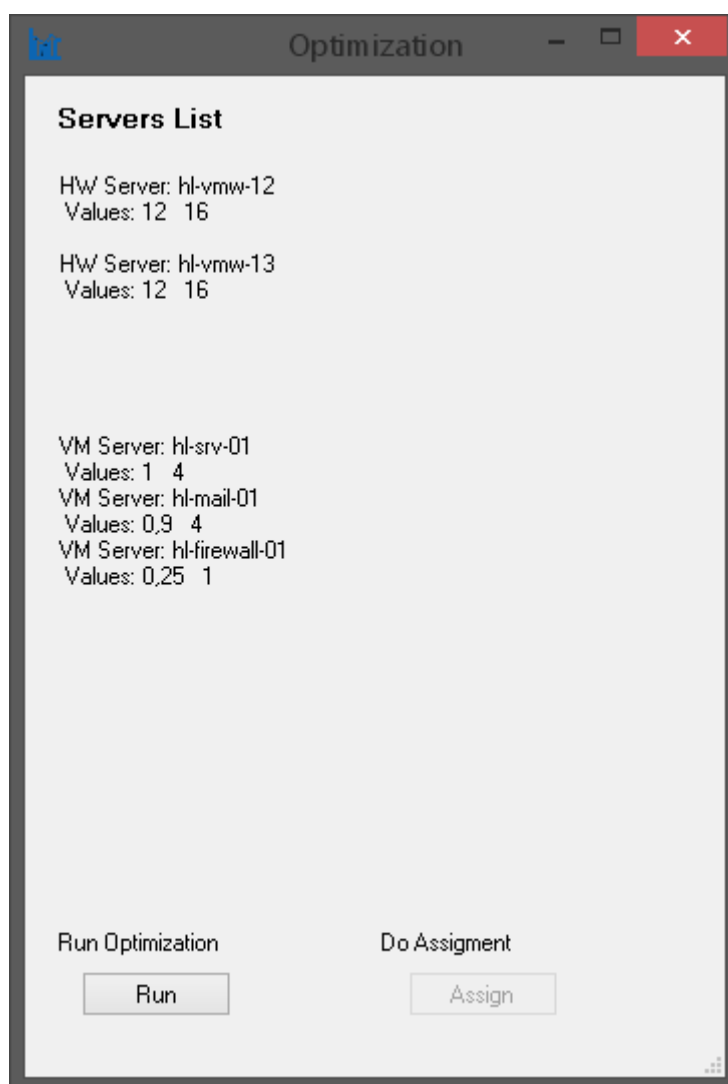 Optimization
Servers List
HW Server: hl-vmw-12
Values: 12 16
HW Server: hl-vmw-13
Values: 12 16
VM Server: hl-srv-01
Values: 1 4
VM Server: hl-mail-01
Values: 0,9 4
VM Server: hl-firewall-01
Values: 0,25 1
Run Optimization Do Assigment
Run Assign